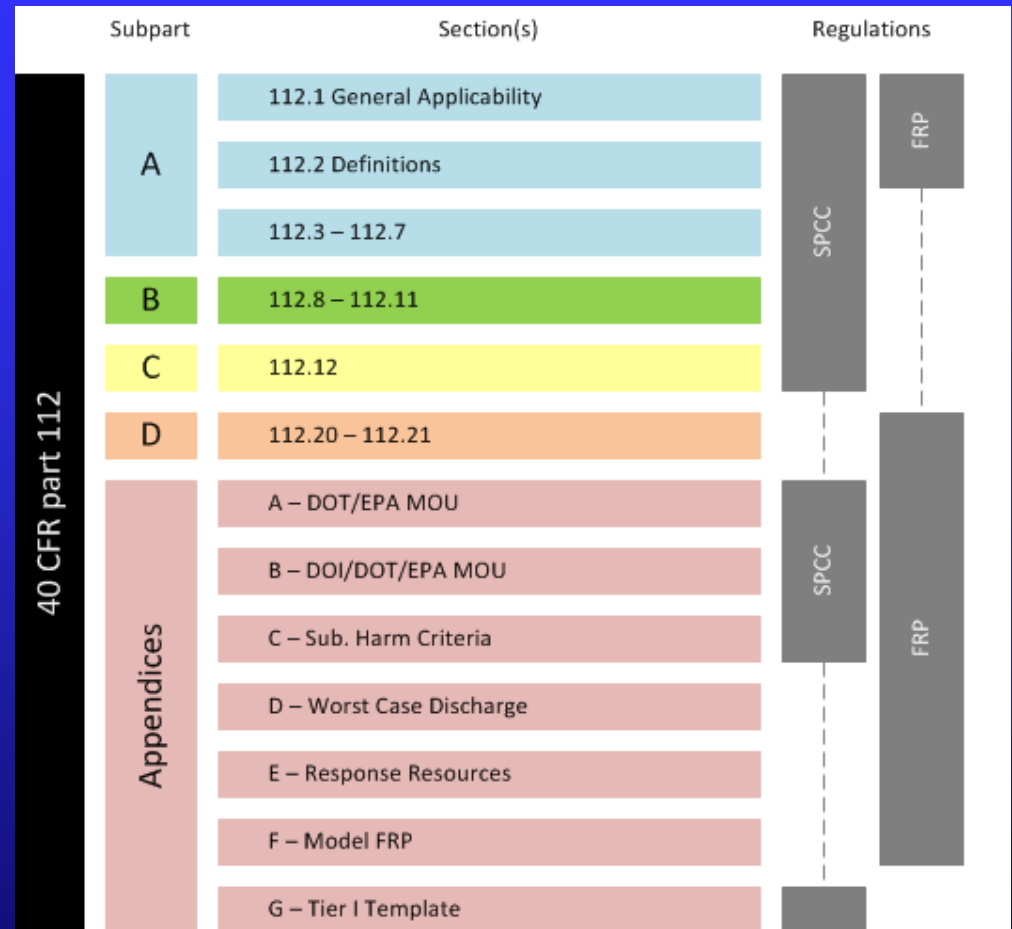 Subpart Section(s) Regulations
40 CFR part 112
A
112.1 General Applicability
112.2 Definitions
112.3 – 112.7
B
112.8 – 112.11
C
112.12
D
112.20 – 112.21
Appendices
A – DOT/EPA MOU
B – DOI/DOT/EPA MOU
C – Sub. Harm Criteria
D – Worst Case Discharge
E – Response Resources
F – Model FRP
G – Tier I Template
SPCC
FRP
SPCC
FRP